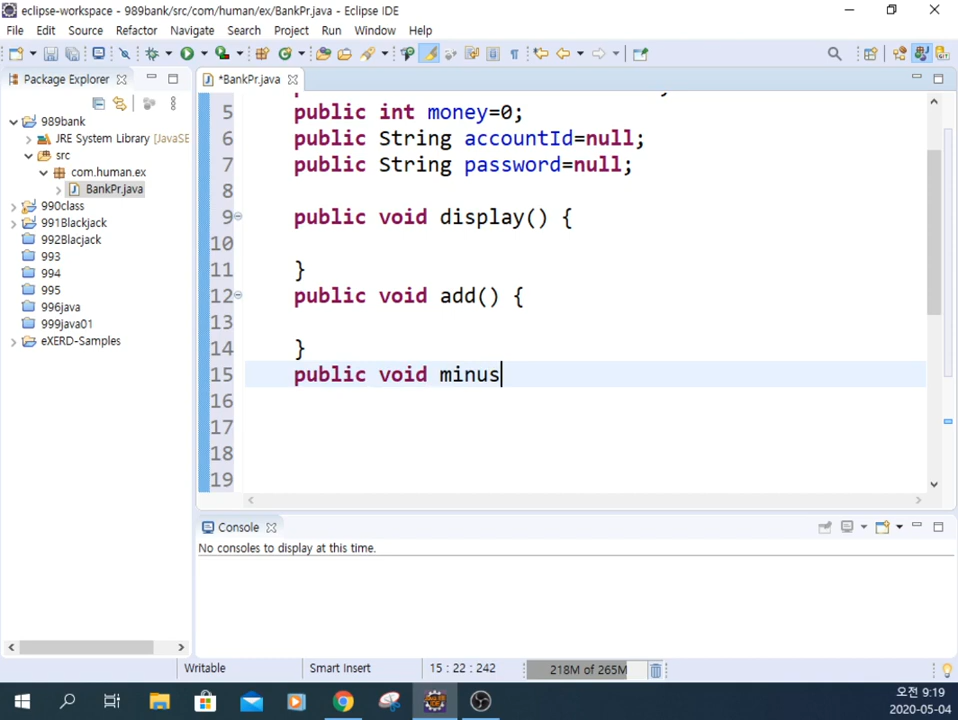 eclipse-workspace - 989bank/src/com/human/ex/BankPr.java - Eclipse IDE
File Edit Source Refactor Navigate Search Project Run Window Help
Package Explorer
*BankPr.java
989bank
JRE System Library [JavaSE
src
com.human.ex
BankPr.java
990class
991Blackjack
992Blacjack
993
994
995
996java
999java01
eXERD-Samples
5 public int money=0;
6 public String accountId=null;
7 public String password=null;
8
9 public void display() {
10
11 }
12 public void add() {
13
14 }
15 public void minus
16
17
18
19
Console
No consoles to display at this time.
Writable Smart Insert 15 : 22 : 242 218M of 265M
오전 9:19
2020-05-04